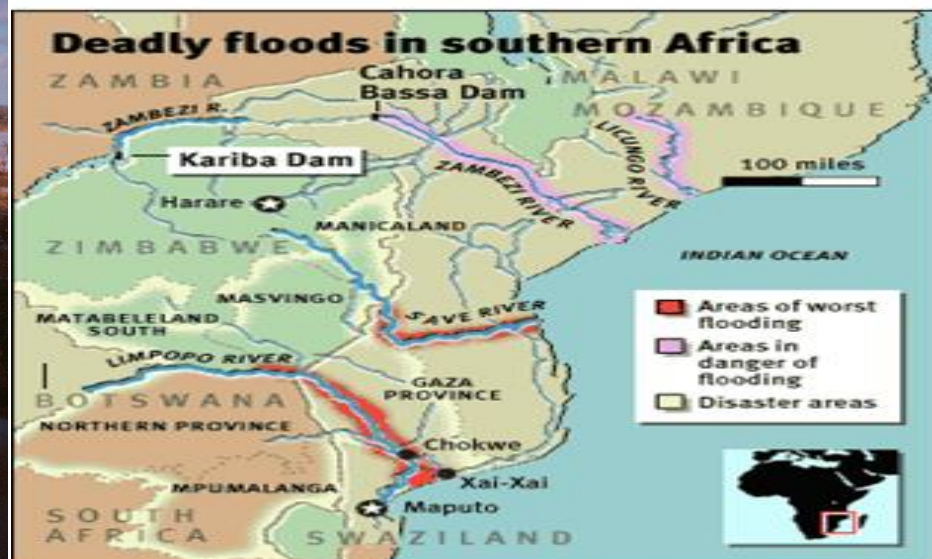 Deadly floods in southern Africa
ZAMBIA
Cahora
Bassa Dam
MALAWI
MOZAMBIQUE
ZAMBEZI R.
LICUNGO RIVER
Kariba Dam
100 miles
ZAMBEZI RIVER
Harare
MANICALAND
ZIMBABWE
INDIAN OCEAN
MASVINGO
SAVE RIVER
MATABELELAND
SOUTH
Areas of worst
flooding
Areas in
danger of
flooding
Disaster areas
LIMPOPO RIVER
GAZA
PROVINCE
BOTSWANA
NORTHERN PROVINCE
Chokwe
Xai-Xai
MPUMALANGA
Maputo
SOUTH
AFRICA
SWAZILAND